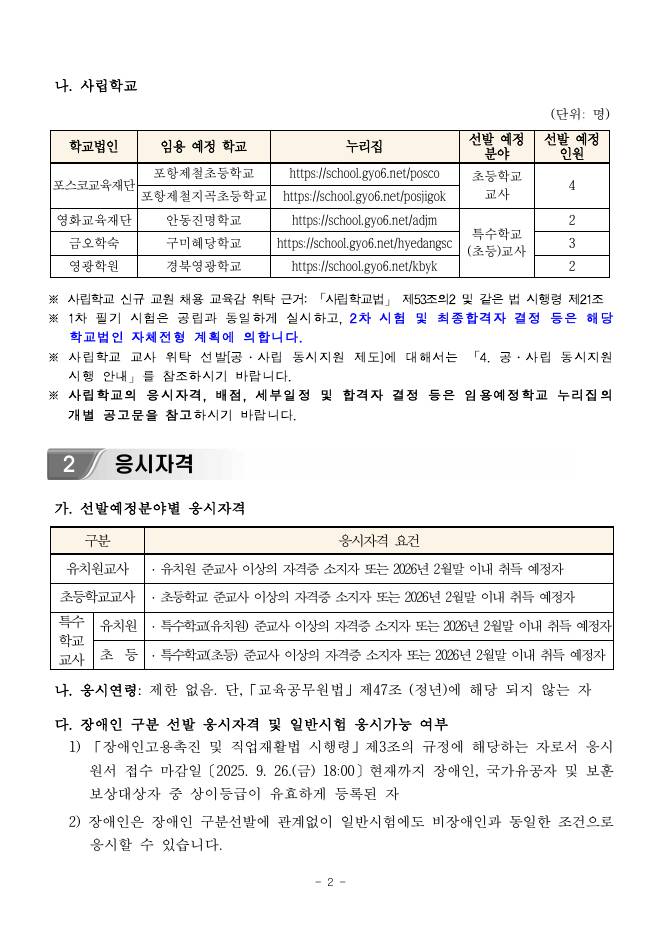 나. 사립학교
(단위: 명)
학교법인 임용 예정 학교 누리집 선발 예정 분야 선발 예정 인원
포스코교육재단 포항제철초등학교 https://school.gyo6.net/posco 초등학교 교사 4
포항제철지곡초등학교 https://school.gyo6.net/posjigok
영화교육재단 안동진명학교 https://school.gyo6.net/adjm 특수학교 (초등)교사 2
금오학숙 구미혜당학교 https://school.gyo6.net/hyedangsc 3
영광학원 경북영광학교 https://school.gyo6.net/kbyk 2
※ 사립학교 신규 교원 채용 교육감 위탁 근거: 「사립학교법」 제53조의2 및 같은 법 시행령 제21조
※ 1차 필기 시험은 공립과 동일하게 실시하고, 2차 시험 및 최종합격자 결정 등은 해당
학교법인 자체전형 계획에 의합니다.
※ 사립학교 교사 위탁 선발[공·사립 동시지원 제도]에 대해서는 「4. 공·사립 동시지원
시행 안내」를 참조하시기 바랍니다.
※ 사립학교의 응시자격, 배점, 세부일정 및 합격자 결정 등은 임용예정학교 누리집의
개별 공고문을 참고하시기 바랍니다.
2 응시자격
가. 선발예정분야별 응시자격
구분 응시자격 요건
유치원교사 · 유치원 준교사 이상의 자격증 소지자 또는 2026년 2월말 이내 취득 예정자
초등학교교사 · 초등학교 준교사 이상의 자격증 소지자 또는 2026년 2월말 이내 취득 예정자
특수학교교사 유치원 · 특수학교(유치원) 준교사 이상의 자격증 소지자 또는 2026년 2월말 이내 취득 예정자
초 등 · 특수학교(초등) 준교사 이상의 자격증 소지자 또는 2026년 2월말 이내 취득 예정자
나. 응시연령: 제한 없음. 단,「교육공무원법」제47조 (정년)에 해당 되지 않는 자
다. 장애인 구분 선발 응시자격 및 일반시험 응시가능 여부
1) 「장애인고용촉진 및 직업재활법 시행령」제3조의 규정에 해당하는 자로서 응시
원서 접수 마감일〔2025. 9. 26.(금) 18:00〕현재까지 장애인, 국가유공자 및 보훈
보상대상자 중 상이등급이 유효하게 등록된 자
2) 장애인은 장애인 구분선발에 관계없이 일반시험에도 비장애인과 동일한 조건으로
응시할 수 있습니다.
- 2 -